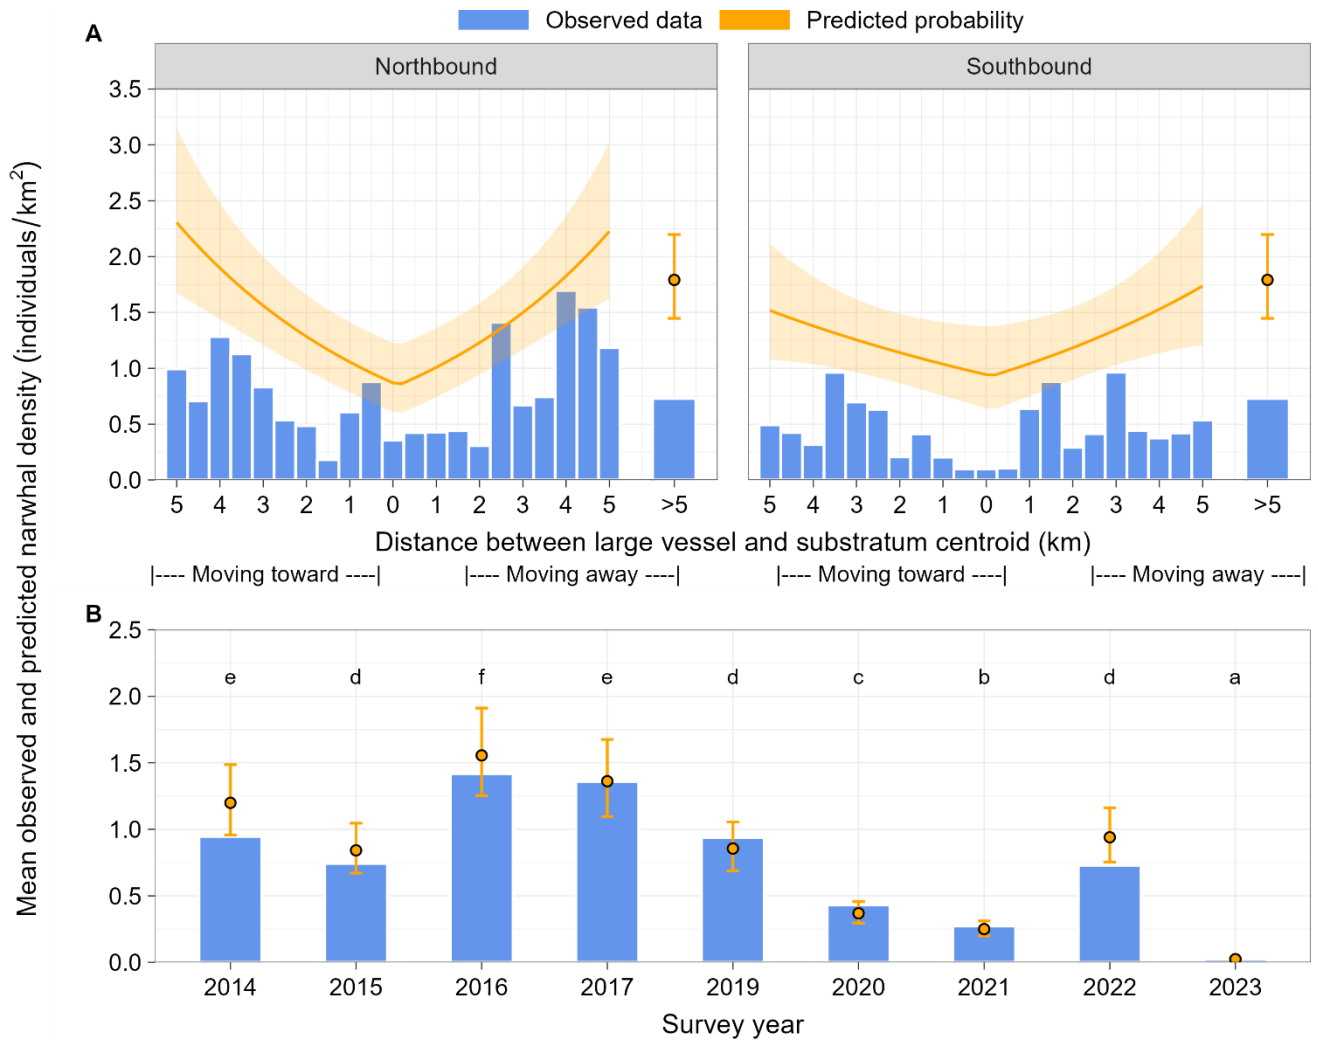 A
Observed data
Predicted probability
Northbound
Southbound
3.5
3.0
2.5
2.0
1.5
1.0
0.5
0.0
5 4 3 2 1 0 1 2 3 4 5 >5
5 4 3 2 1 0 1 2 3 4 5 >5
Distance between large vessel and substratum centroid (km)
|---- Moving toward ----| |---- Moving away ----| |---- Moving toward ----| |---- Moving away ----|
Mean observed and predicted narwhal density (individuals/km²)
B
2.5
2.0
1.5
1.0
0.5
0.0
e d f e d c b d a
2014 2015 2016 2017 2019 2020 2021 2022 2023
Survey year